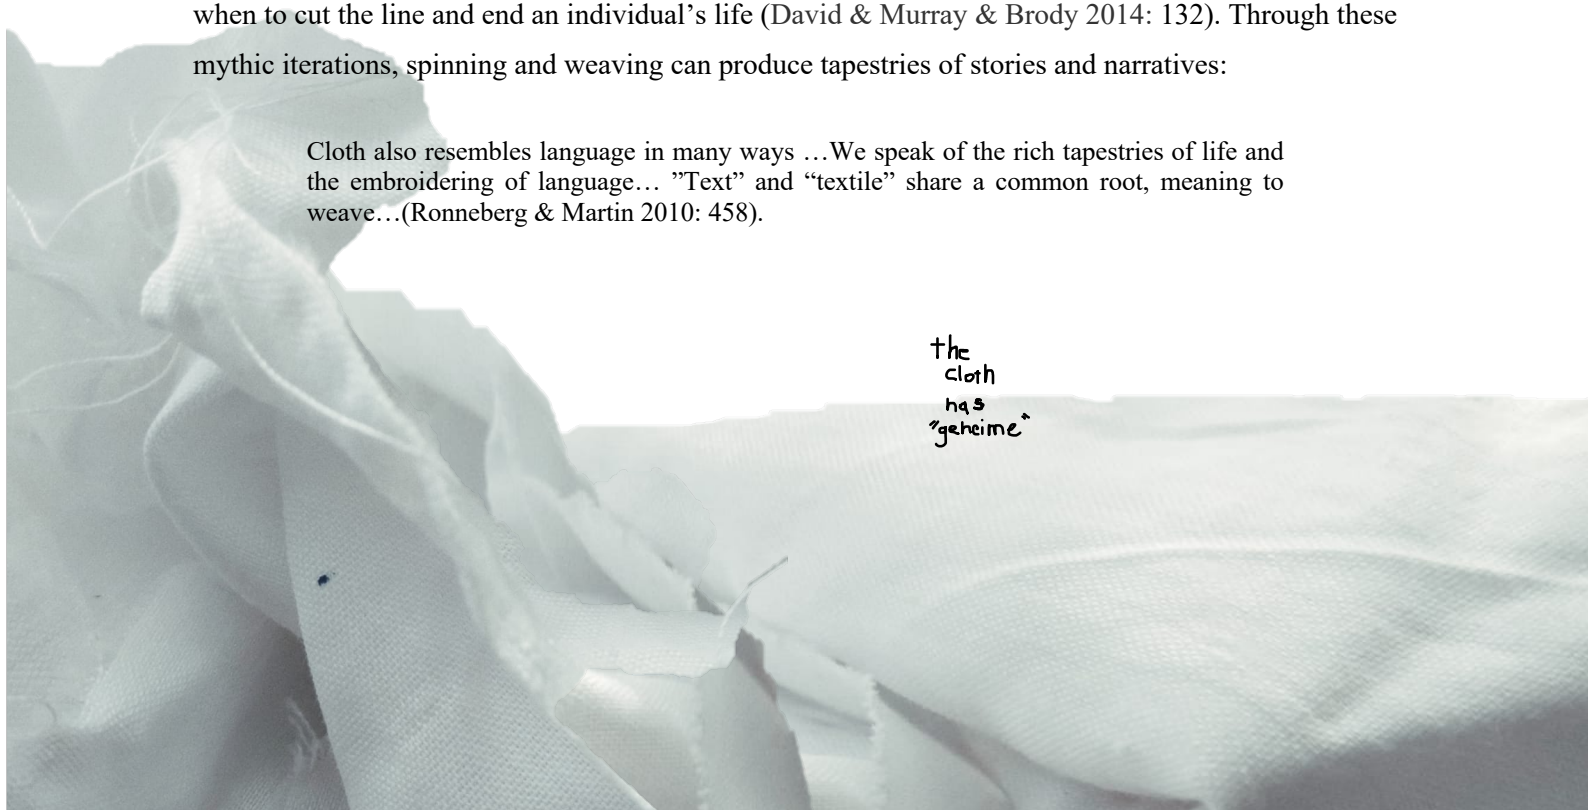 when to cut the line and end an individual’s life (David & Murray & Brody 2014: 132). Through these
mythic iterations, spinning and weaving can produce tapestries of stories and narratives:
Cloth also resembles language in many ways …We speak of the rich tapestries of life and
the embroidering of language… ”Text” and “textile” share a common root, meaning to
weave…(Ronneberg & Martin 2010: 458).
the
cloth
has
"geheime"